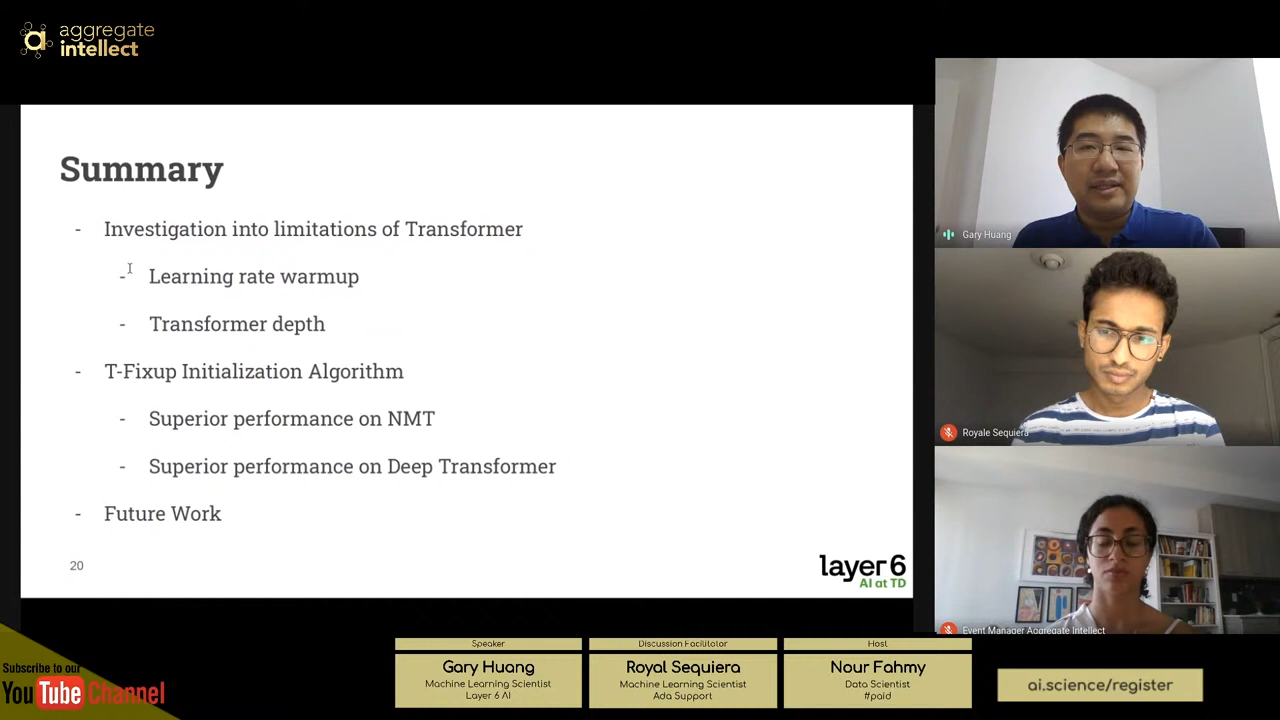 aggregate
intellect
Summary
- Investigation into limitations of Transformer
- Learning rate warmup
- Transformer depth
- T-Fixup Initialization Algorithm
- Superior performance on NMT
- Superior performance on Deep Transformer
- Future Work
20
layer 6
AI at TD
Gary Huang
Royale Sequiera
Event Manager Aggregate Intellect
Subscribe to our
YouTube Channel
Speaker
Gary Huang
Machine Learning Scientist
Layer 6 AI
Discussion Facilitator
Royal Sequiera
Machine Learning Scientist
Ada Support
Host
Nour Fahmy
Data Scientist
#paid
ai.science/register